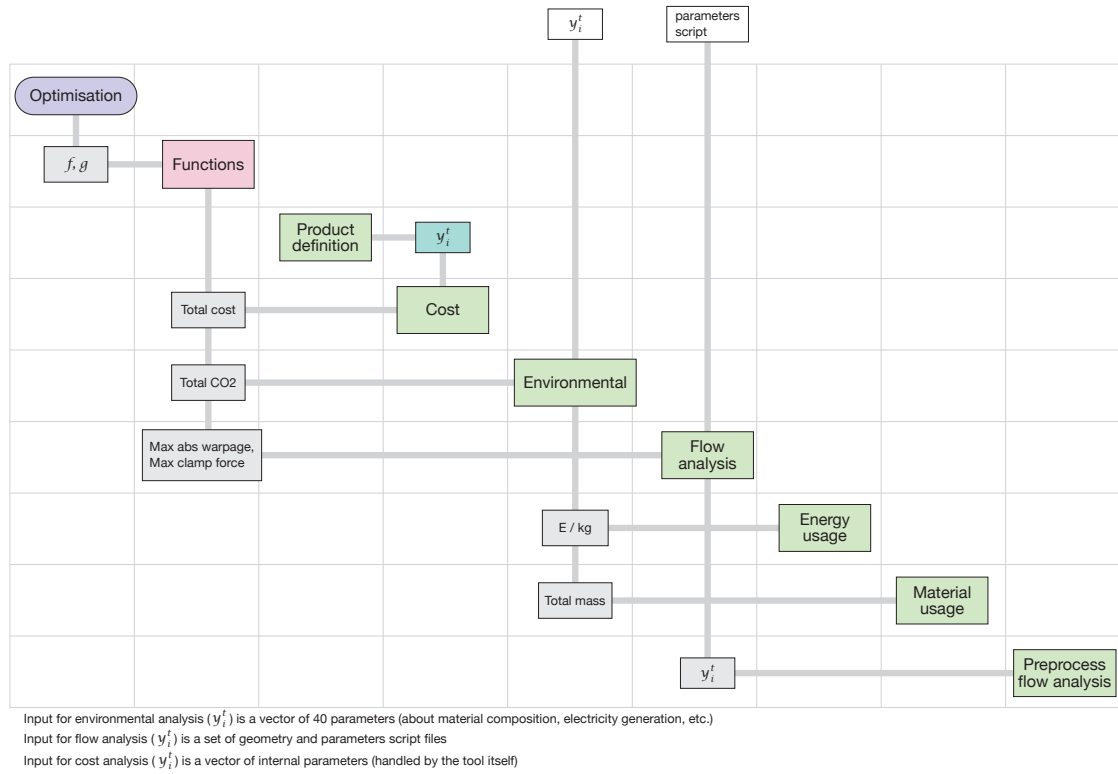 y_i^t
parameters
script
Optimisation
f, g
Functions
Product
definition
y_i^t
Total cost
Cost
Total CO2
Environmental
Max abs warpage,
Max clamp force
Flow
analysis
E / kg
Energy
usage
Total mass
Material
usage
y_i^t
Preprocess
flow analysis
Input for environmental analysis ( y_i^t ) is a vector of 40 parameters (about material composition, electricity generation, etc.)
Input for flow analysis ( y_i^t ) is a set of geometry and parameters script files
Input for cost analysis ( y_i^t ) is a vector of internal parameters (handled by the tool itself)